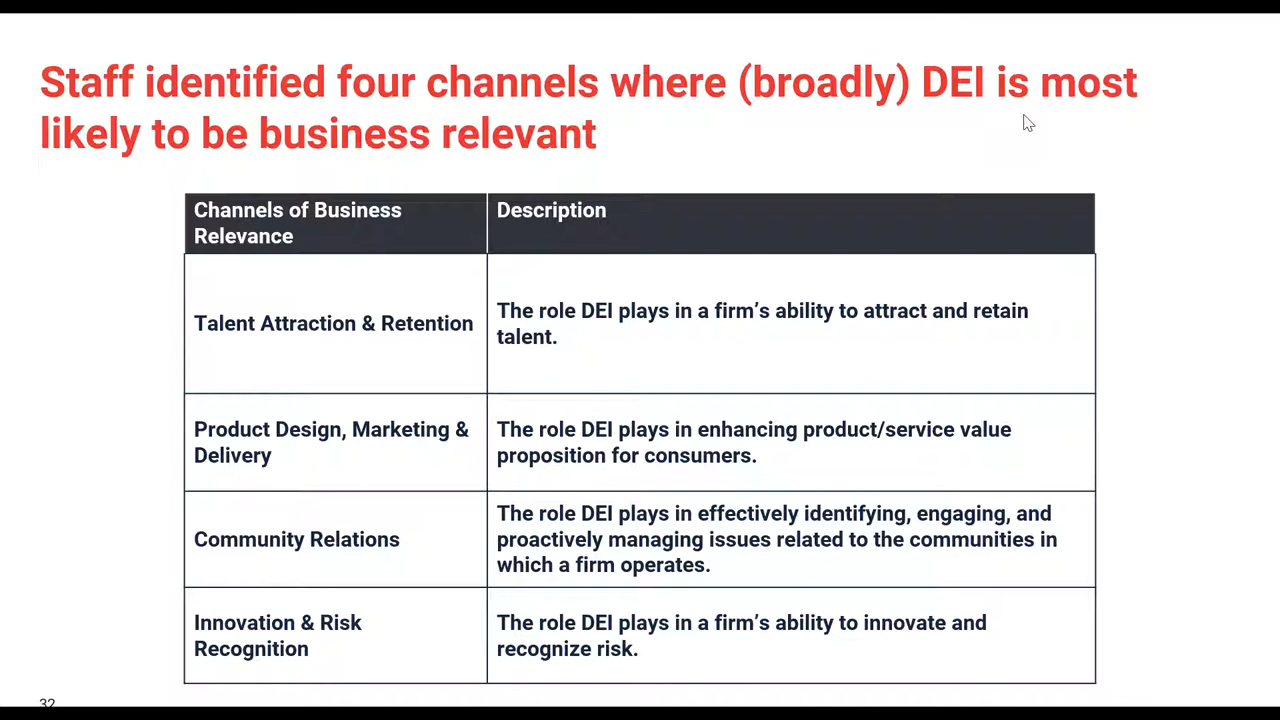 Staff identified four channels where (broadly) DEI is most
likely to be business relevant
Channels of Business
Relevance
Description
Talent Attraction & Retention
The role DEI plays in a firm’s ability to attract and retain
talent.
Product Design, Marketing &
Delivery
The role DEI plays in enhancing product/service value
proposition for consumers.
Community Relations
The role DEI plays in effectively identifying, engaging, and
proactively managing issues related to the communities in
which a firm operates.
Innovation & Risk
Recognition
The role DEI plays in a firm’s ability to innovate and
recognize risk.
32